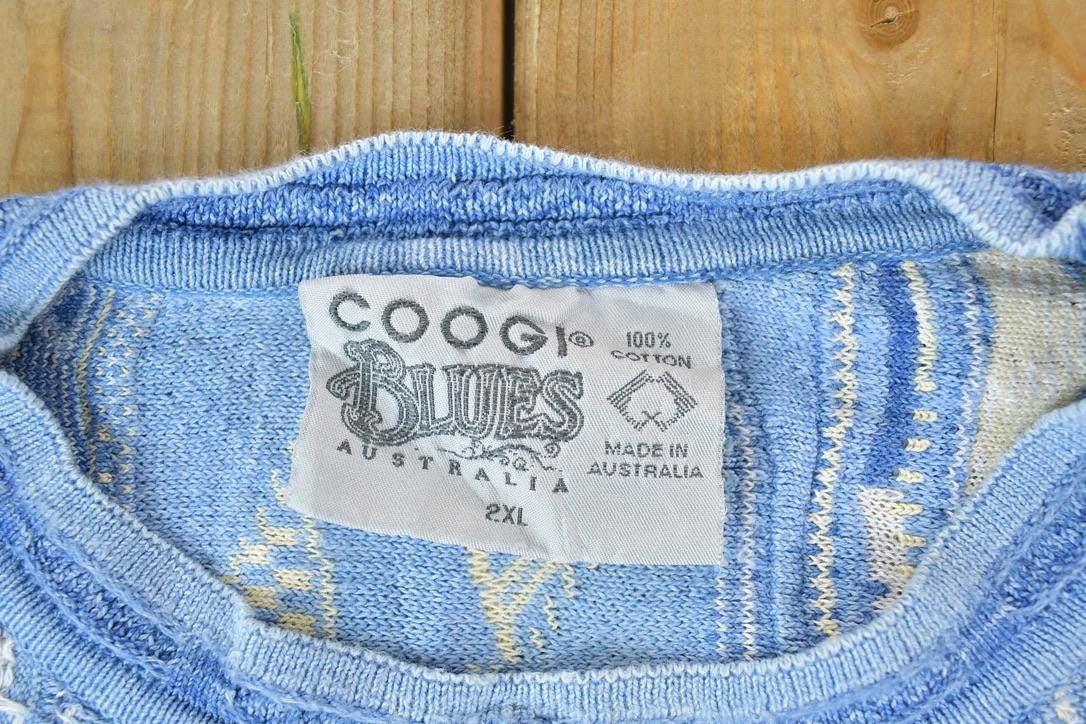 COOGI®
BLUES
AUSTRALIA
2XL
100%
COTTON
MADE IN
AUSTRALIA